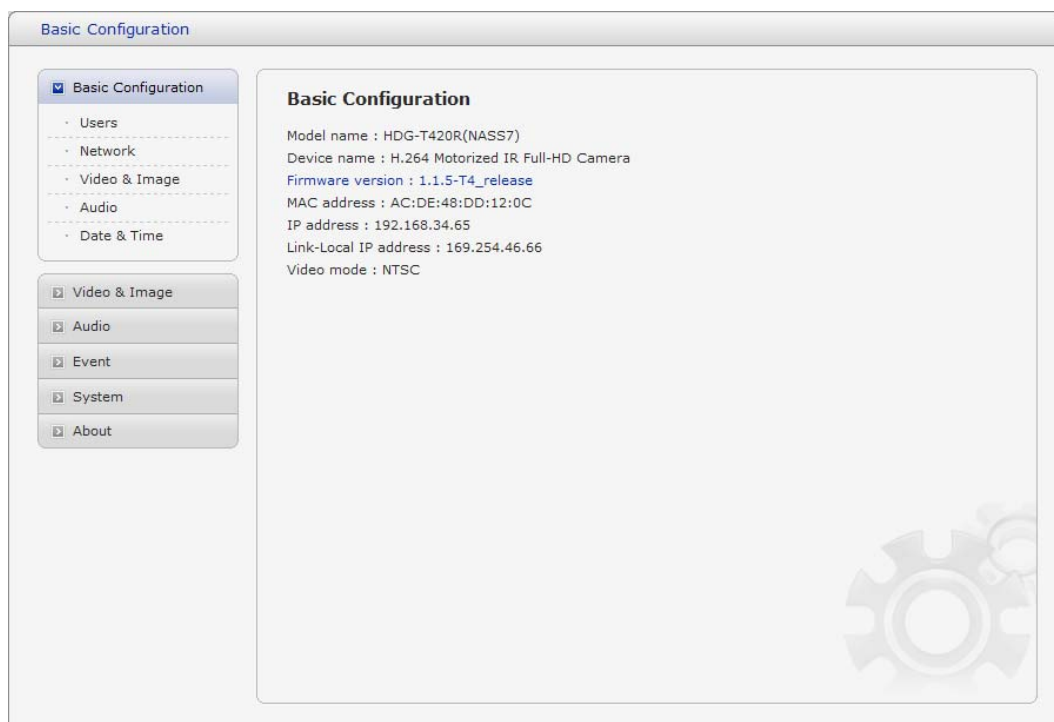 Basic Configuration
Basic Configuration
· Users
· Network
· Video & Image
· Audio
· Date & Time
Video & Image
Audio
Event
System
About
Basic Configuration
Model name : HDG-T420R(NASS7)
Device name : H.264 Motorized IR Full-HD Camera
Firmware version : 1.1.5-T4_release
MAC address : AC:DE:48:DD:12:0C
IP address : 192.168.34.65
Link-Local IP address : 169.254.46.66
Video mode : NTSC